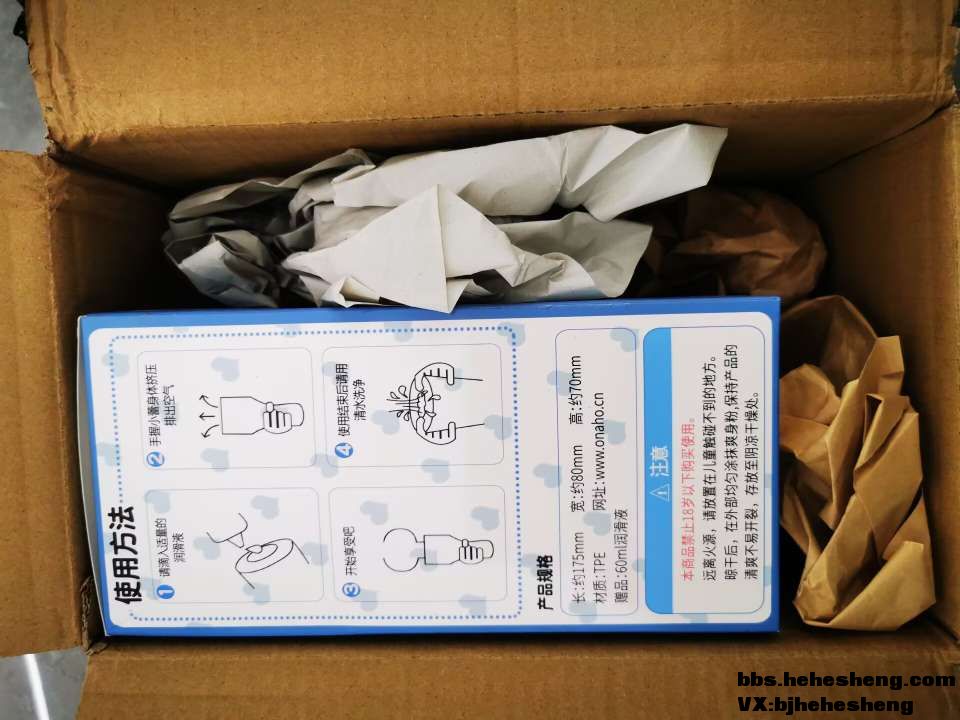 使用方法
1 请滴入适量的
润滑液
2 手握小姜身体挤压
排出空气
3 开始享受吧
4 使用结束后请用
清水洗净
产品规格
长:约175mm 宽:约80mm 高:约70mm
材质:TPE 网址:www.onaho.cn
赠品:60ml润滑液
注意
本商品禁止18岁以下购买使用。
远离火源，请放置在儿童触碰不到的地方。
晾干后，在外部均匀涂抹爽身粉,保持产品的
清爽不易开裂，存放至阴凉干燥处。
bbs.hehesheng.com
VX:bjhehesheng